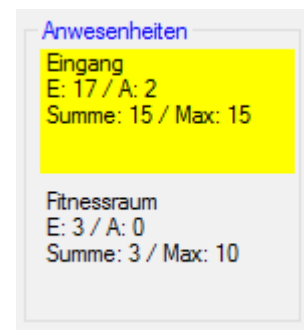 Anwesenheiten
Eingang
E: 17 / A: 2
Summe: 15 / Max: 15
Fitnessraum
E: 3 / A: 0
Summe: 3 / Max: 10